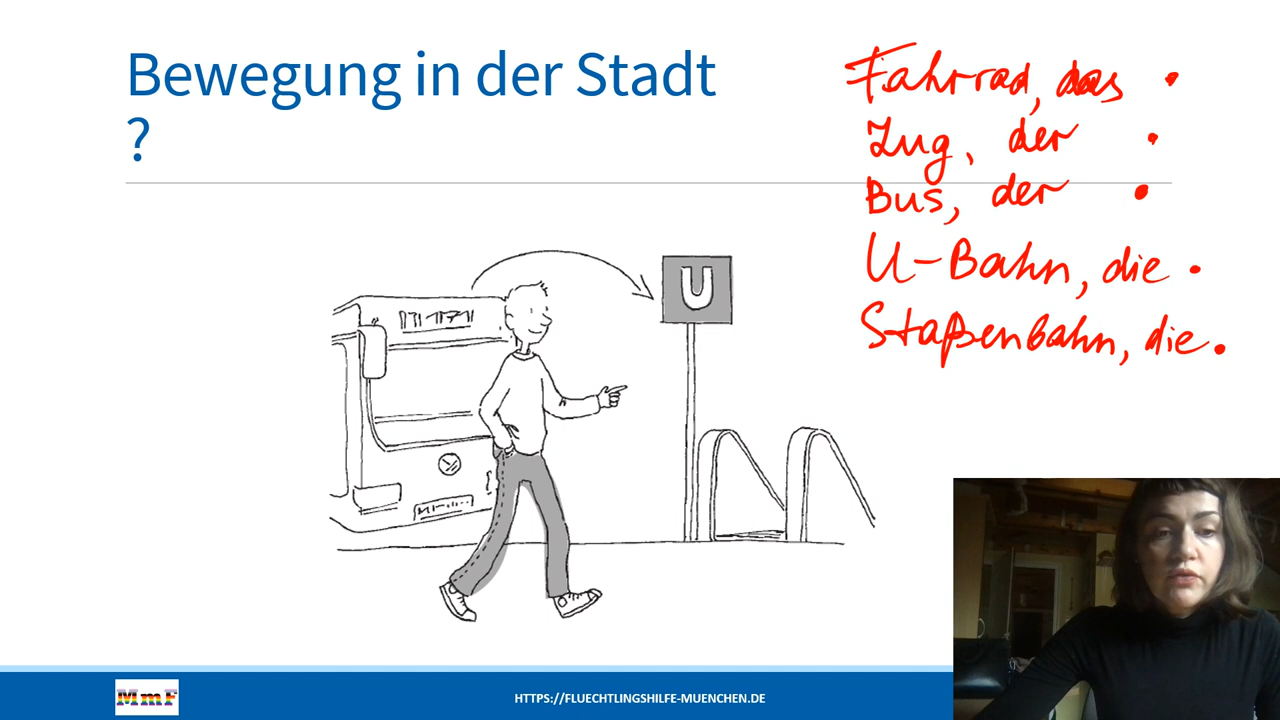 Bewegung in der Stadt
?
Fahrrad, das
Zug, der
Bus, der
U-Bahn, die
Staßenbahn, die
U
MmF
HTTPS://FLUECHTLINGSHILFE-MUENCHEN.DE